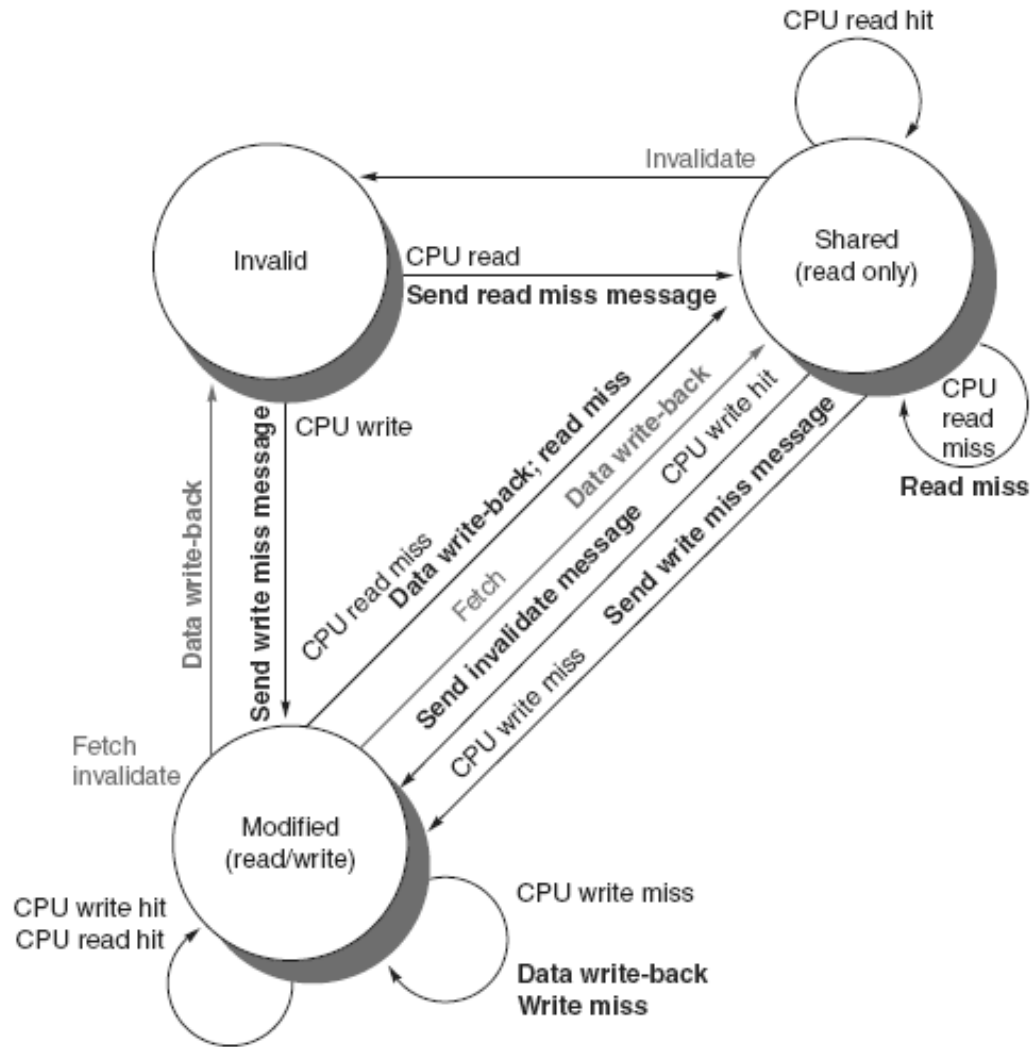 CPU read hit
Invalidate
Invalid
Shared
(read only)
CPU read
Send read miss message
CPU write
Send write miss message
Data write-back
CPU read miss
Data write-back; read miss
Fetch
Data write-back
CPU write hit
Send invalidate message
CPU write miss
Send write miss message
CPU
read
miss
Read miss
Fetch
invalidate
Modified
(read/write)
CPU write hit
CPU read hit
CPU write miss
Data write-back
Write miss